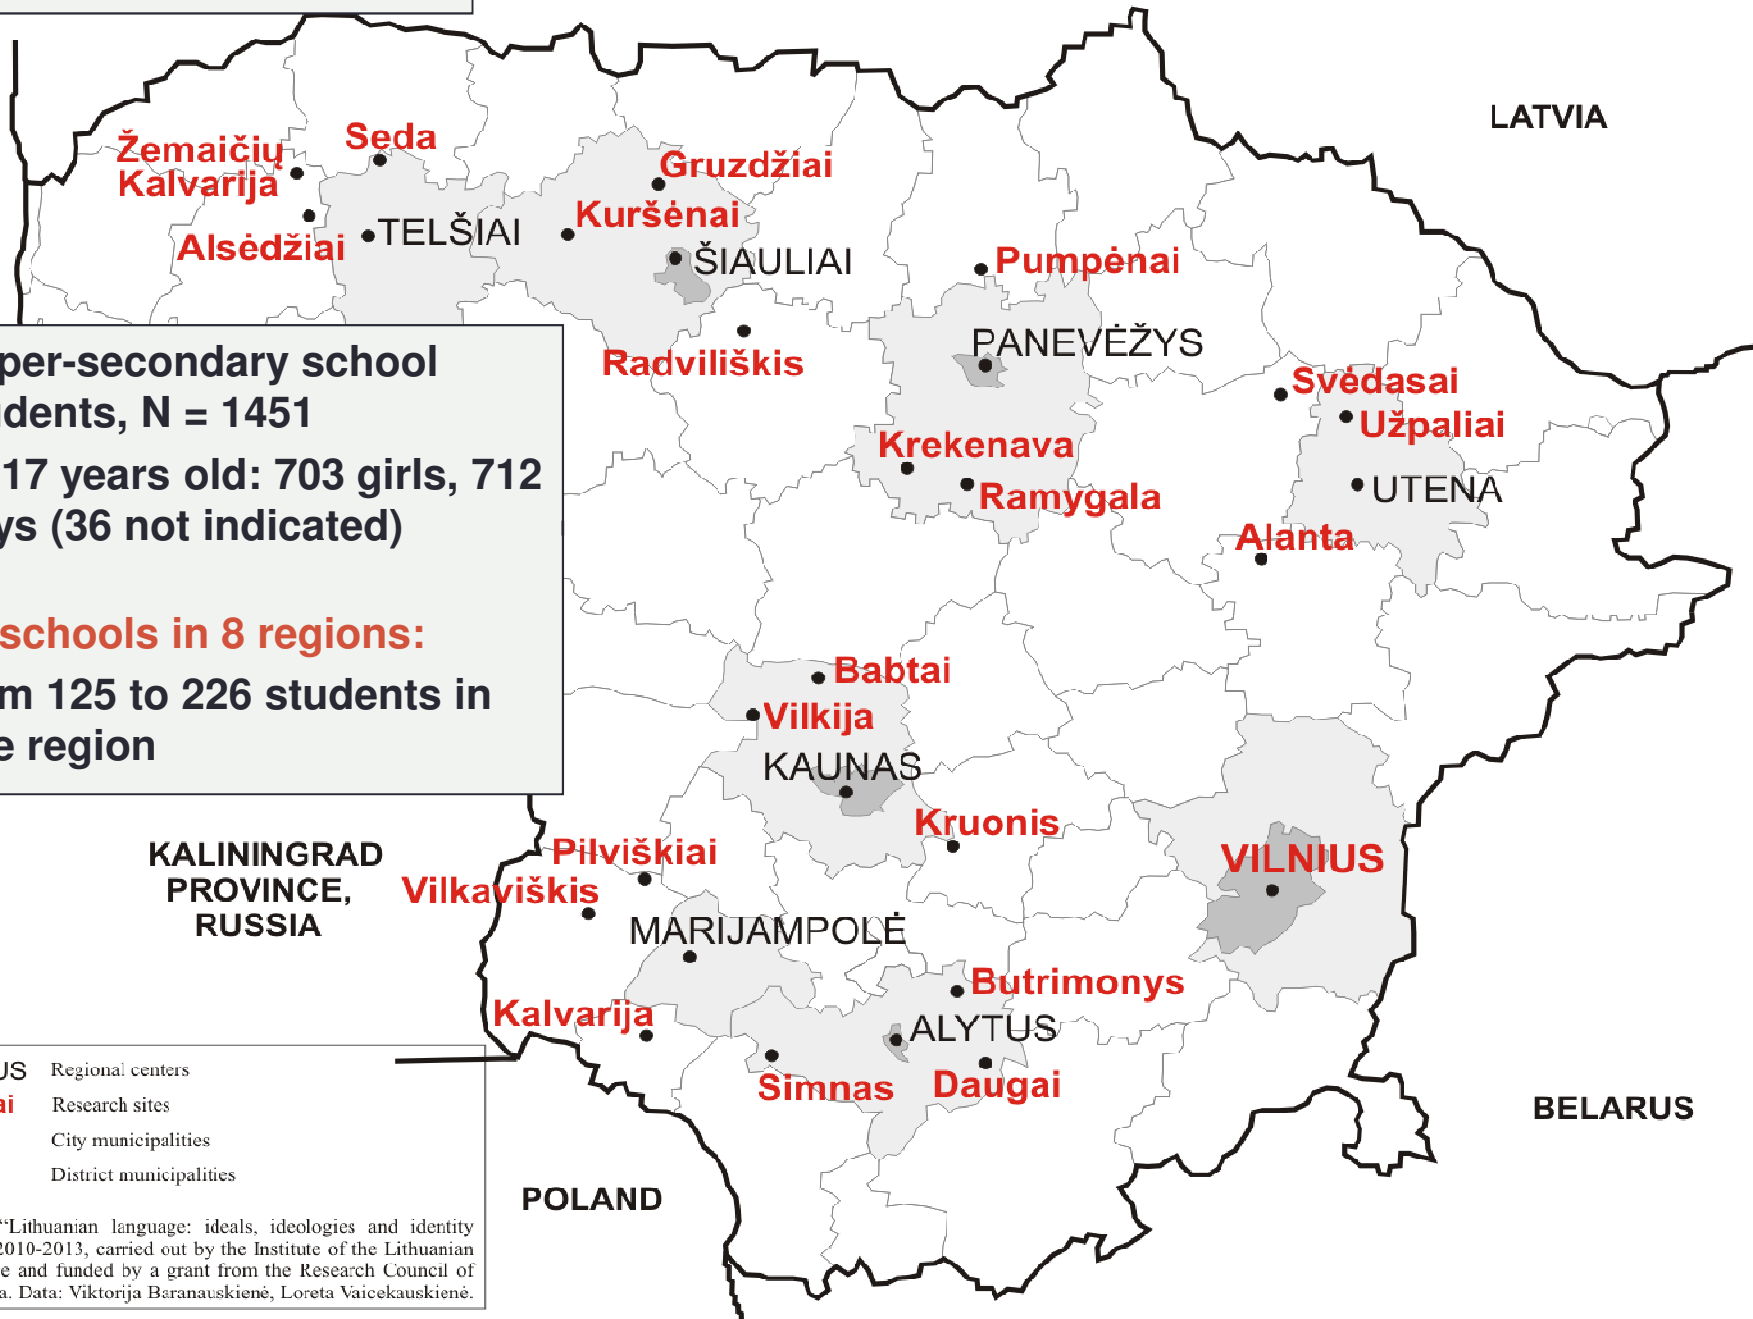 LATVIA
Žemaičių
Kalvarija
Seda
Gruzdžiai
Kuršėnai
Alsėdžiai
TELŠIAI
ŠIAULIAI
Pumpėnai
Radviliškis
PANEVĖŽYS
Svėdasai
Užpaliai
Krekenava
Ramygala
UTENA
Alanta
per-secondary school
dents, N = 1451
17 years old: 703 girls, 712
ys (36 not indicated)
schools in 8 regions:
m 125 to 226 students in
e region
Babtai
Vilkija
KAUNAS
Kruonis
Pilviškiai
Vilkaviškis
VILNIUS
KALININGRAD
PROVINCE,
RUSSIA
MARIJAMPOLĖ
Butrimonys
Kalvarija
ALYTUS
Simnas
Daugai
BELARUS
POLAND
US Regional centers
ai Research sites
City municipalities
District municipalities
“Lithuanian language: ideals, ideologies and identity
2010-2013, carried out by the Institute of the Lithuanian
e and funded by a grant from the Research Council of
a. Data: Viktorija Baranauskienė, Loreta Vaicekauskienė.